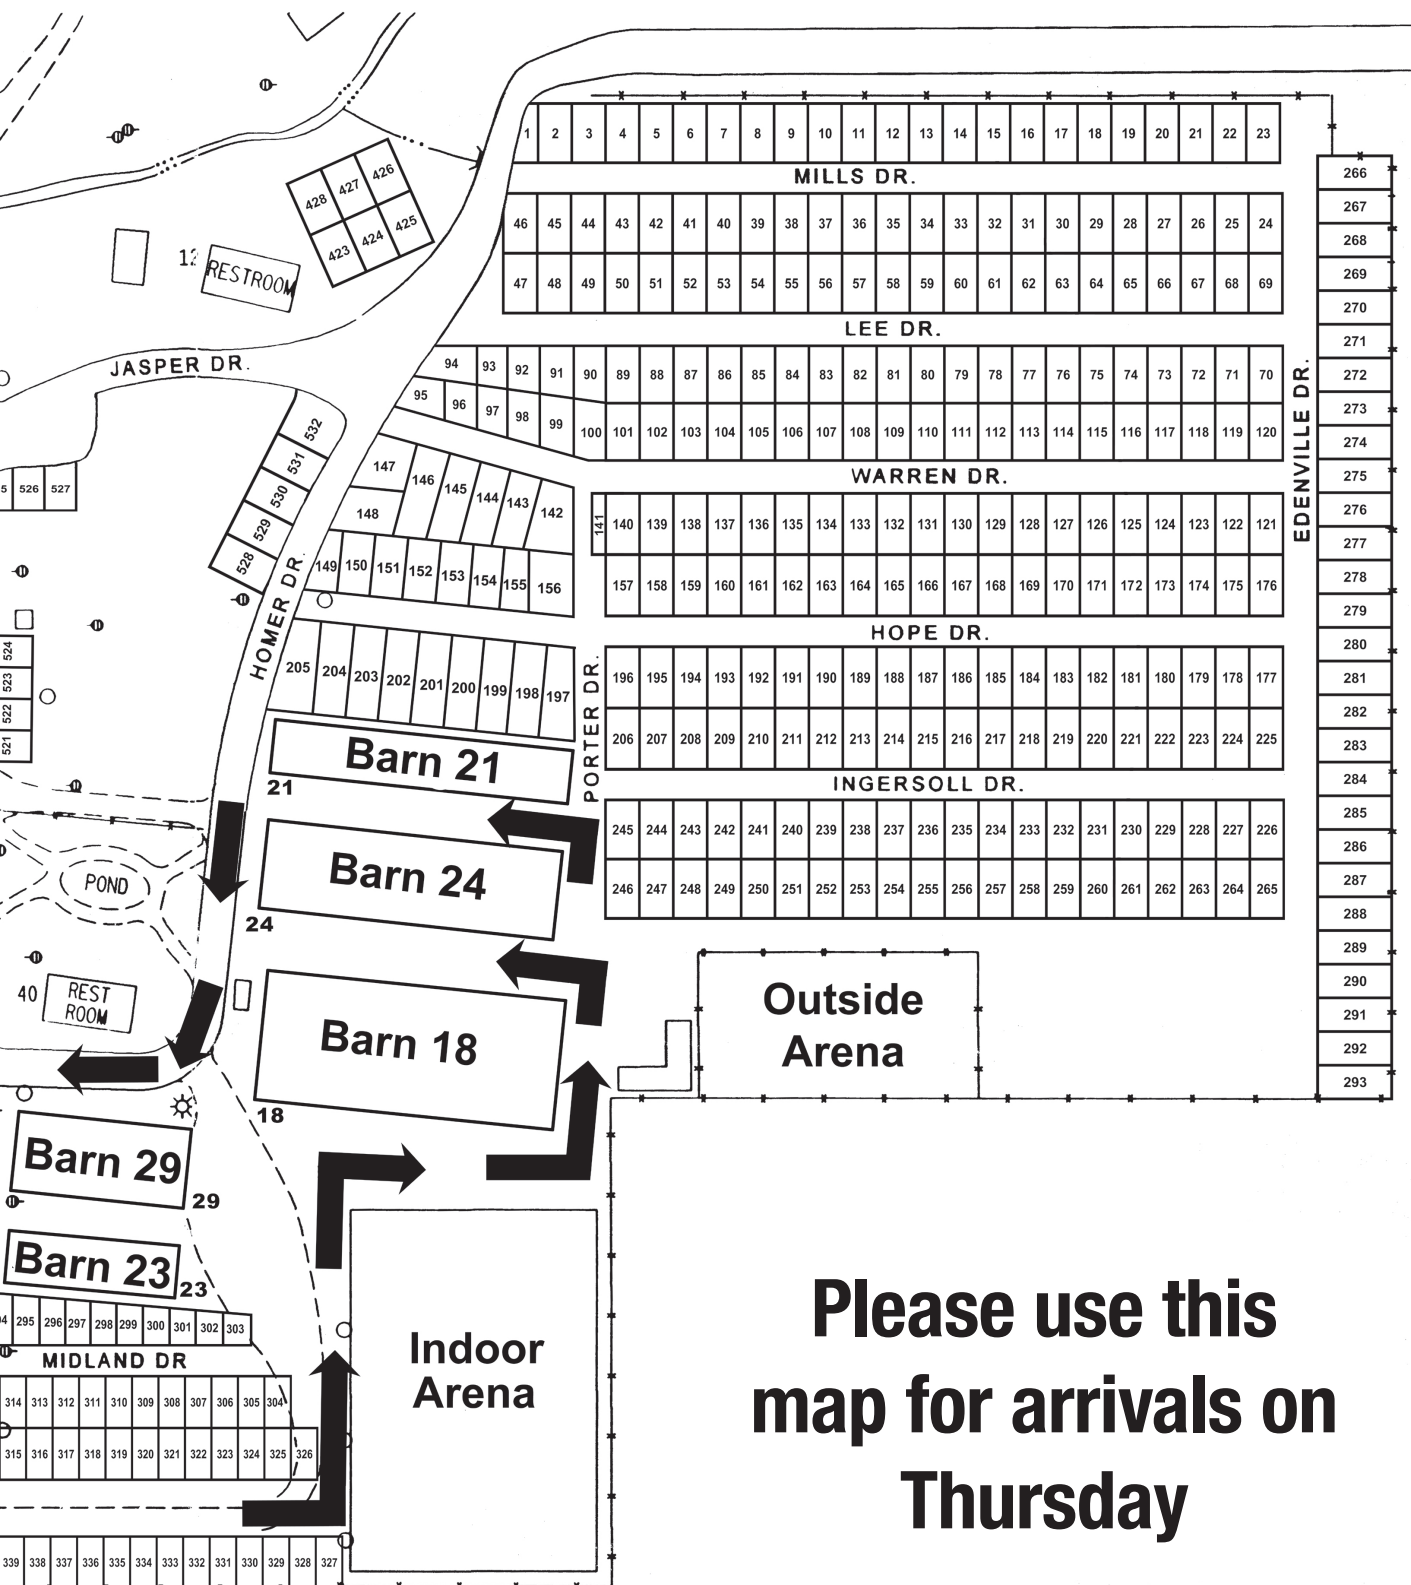 1 2 3 4 5 6 7 8 9 10 11 12 13 14 15 16 17 18 19 20 21 22 23
MILLS DR.
46 45 44 43 42 41 40 39 38 37 36 35 34 33 32 31 30 29 28 27 26 25 24
47 48 49 50 51 52 53 54 55 56 57 58 59 60 61 62 63 64 65 66 67 68 69
LEE DR.
94 93 92 91 90 89 88 87 86 85 84 83 82 81 80 79 78 77 76 75 74 73 72 71 70
95 96 97 98 99 100 101 102 103 104 105 106 107 108 109 110 111 112 113 114 115 116 117 118 119 120
WARREN DR.
147 146 145 144 143 142
148
141 140 139 138 137 136 135 134 133 132 131 130 129 128 127 126 125 124 123 122 121
149 150 151 152 153 154 155 156
157 158 159 160 161 162 163 164 165 166 167 168 169 170 171 172 173 174 175 176
HOPE DR.
205 204 203 202 201 200 199 198 197
196 195 194 193 192 191 190 189 188 187 186 185 184 183 182 181 180 179 178 177
206 207 208 209 210 211 212 213 214 215 216 217 218 219 220 221 222 223 224 225
INGERSOLL DR.
245 244 243 242 241 240 239 238 237 236 235 234 233 232 231 230 229 228 227 226
246 247 248 249 250 251 252 253 254 255 256 257 258 259 260 261 262 263 264 265
EDENVILLE DR.
266
267
268
269
270
271
272
273
274
275
276
277
278
279
280
281
282
283
284
285
286
287
288
289
290
291
292
293
PORTER DR.
HOMER DR.
428 427 426
423 424 425
12
RESTROOM
JASPER DR.
532
531
530
529
528
526 527
524
523
522
521
Barn 21
21
Barn 24
24
POND
40
REST
ROOM
Barn 18
18
Outside
Arena
Barn 29
29
Barn 23
23
295 296 297 298 299 300 301 302 303
MIDLAND DR
314 313 312 311 310 309 308 307 306 305 304
315 316 317 318 319 320 321 322 323 324 325 326
339 338 337 336 335 334 333 332 331 330 329 328 327
Indoor
Arena
Please use this
map for arrivals on
Thursday